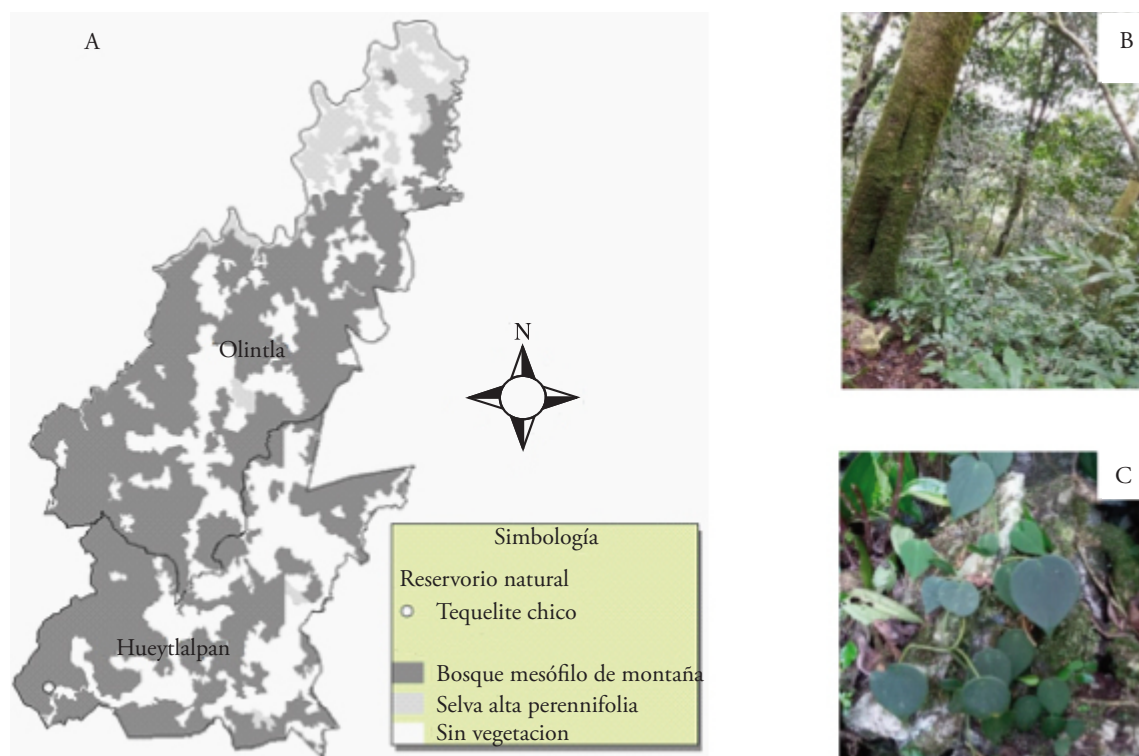 A
B
N
Olintla
C
Simbología
Reservorio natural
Tequelite chico
Hueytlalpan
Bosque mesófilo de montaña
Selva alta perennifolia
Sin vegetacion